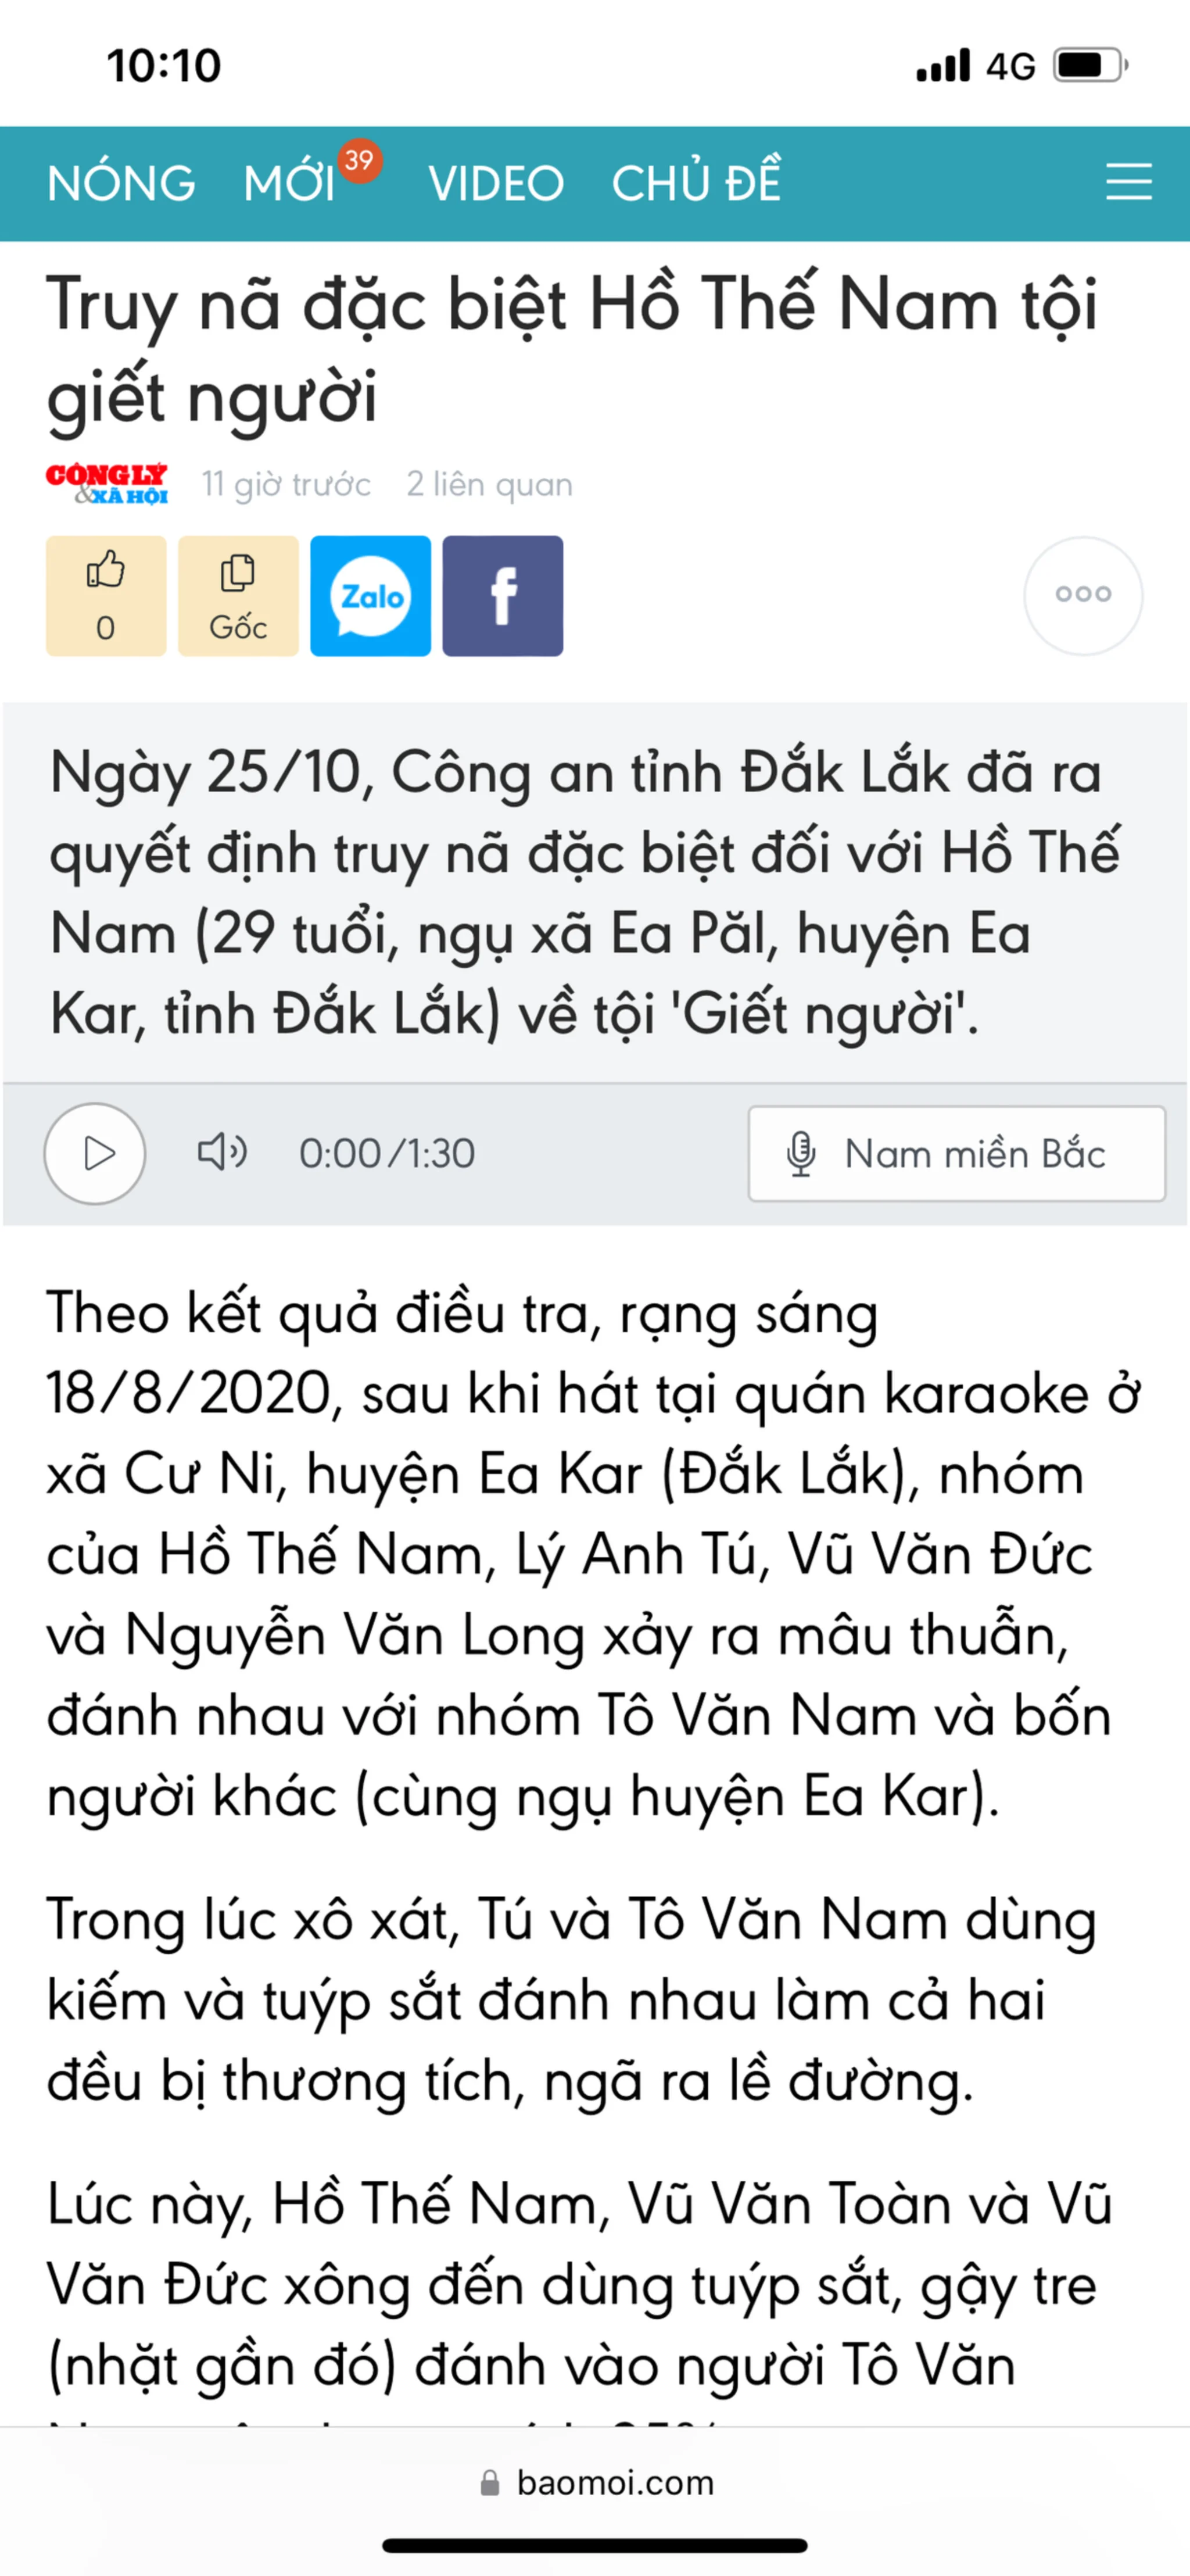 10:10
4G
NÓNG MỚI 39 VIDEO CHỦ ĐỀ
Truy nã đặc biệt Hồ Thế Nam tội
giết người
CÔNG LÝ
&XÃ HỘI
11 giờ trước 2 liên quan
0
Gốc
Zalo
f
Ngày 25/10, Công an tỉnh Đắk Lắk đã ra
quyết định truy nã đặc biệt đối với Hồ Thế
Nam (29 tuổi, ngụ xã Ea Păl, huyện Ea
Kar, tỉnh Đắk Lắk) về tội 'Giết người'.
0:00/1:30
Nam miền Bắc
Theo kết quả điều tra, rạng sáng
18/8/2020, sau khi hát tại quán karaoke ở
xã Cư Ni, huyện Ea Kar (Đắk Lắk), nhóm
của Hồ Thế Nam, Lý Anh Tú, Vũ Văn Đức
và Nguyễn Văn Long xảy ra mâu thuẫn,
đánh nhau với nhóm Tô Văn Nam và bốn
người khác (cùng ngụ huyện Ea Kar).
Trong lúc xô xát, Tú và Tô Văn Nam dùng
kiếm và tuýp sắt đánh nhau làm cả hai
đều bị thương tích, ngã ra lề đường.
Lúc này, Hồ Thế Nam, Vũ Văn Toàn và Vũ
Văn Đức xông đến dùng tuýp sắt, gậy tre
(nhặt gần đó) đánh vào người Tô Văn
baomoi.com